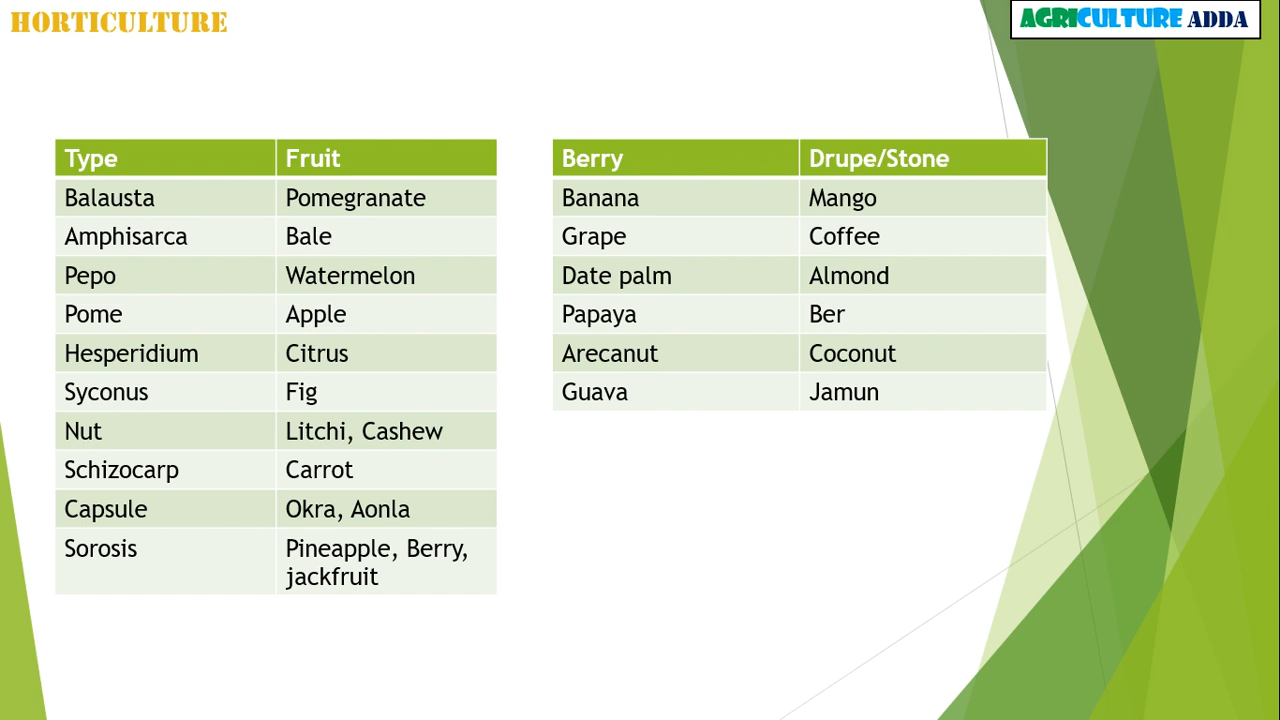 HORTICULTURE
AGRICULTURE ADDA
Type Fruit
Balausta Pomegranate
Amphisarca Bale
Pepo Watermelon
Pome Apple
Hesperidium Citrus
Syconus Fig
Nut Litchi, Cashew
Schizocarp Carrot
Capsule Okra, Aonla
Sorosis Pineapple, Berry,
jackfruit
Berry Drupe/Stone
Banana Mango
Grape Coffee
Date palm Almond
Papaya Ber
Arecanut Coconut
Guava Jamun